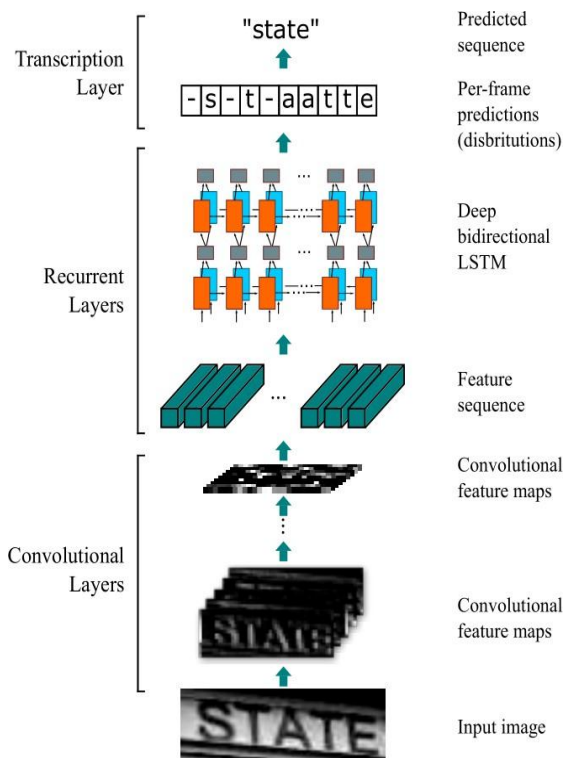 "state"
Predicted
sequence
Transcription
Layer
-s-t-aatte
Per-frame
predictions
(disbritutions)
...
Deep
bidirectional
LSTM
Recurrent
Layers
...
Feature
sequence
Convolutional
feature maps
Convolutional
Layers
STATE
Convolutional
feature maps
STATE
Input image